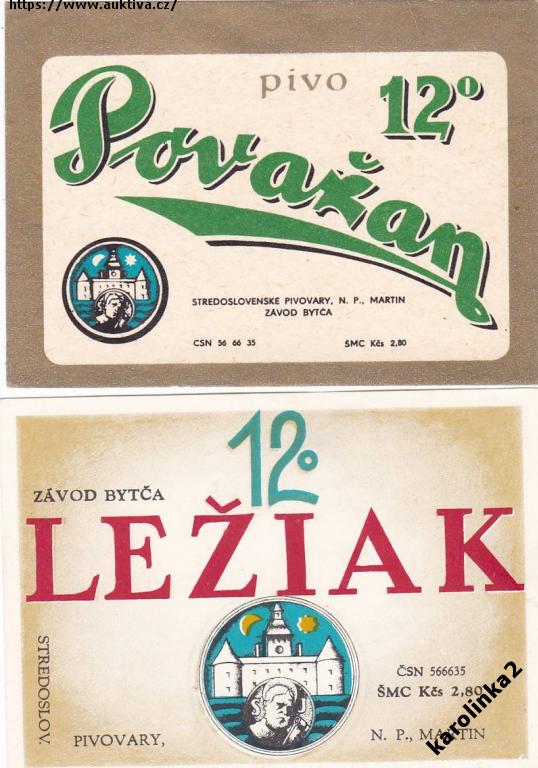 https://www.auktiva.cz/
pivo 12°
Považan
STREDOSLOVENSKÉ PIVOVARY, N. P., MARTIN
ZÁVOD BYTČA
ČSN 56 66 35 ŠMC Kčs 2,80
12°
ZÁVOD BYTČA
LEŽIAK
STREDOSLOV.
ČSN 566635
ŠMC Kčs 2,80
PIVOVARY, N. P., MARTIN
karolinka2